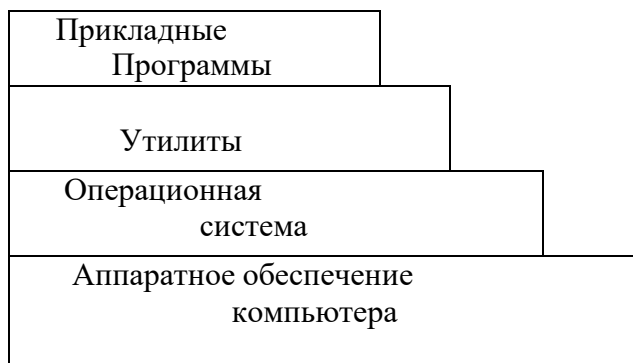 Прикладные
Программы
Утилиты
Операционная
система
Аппаратное обеспечение
компьютера